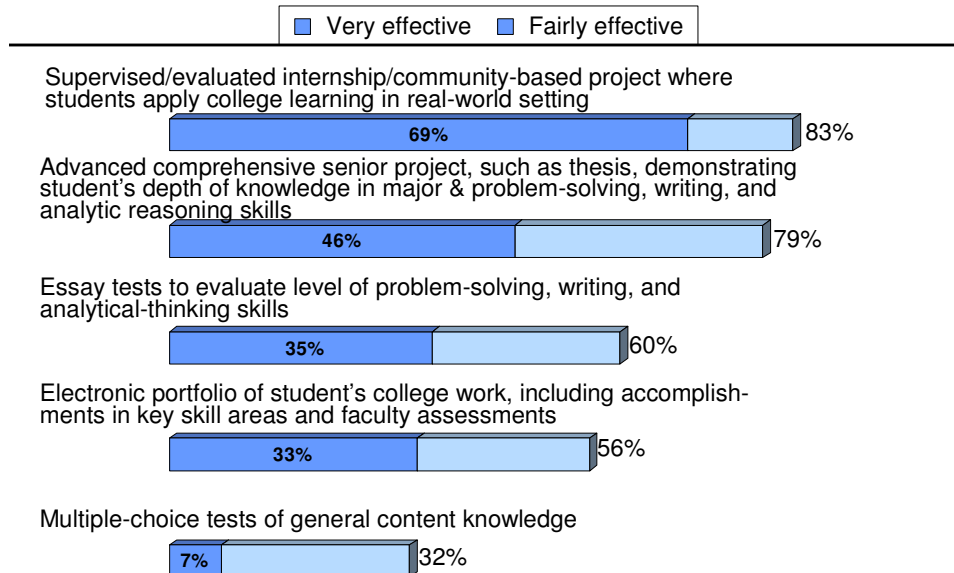 Very effective Fairly effective
Supervised/evaluated internship/community-based project where
students apply college learning in real-world setting
69% 83%
Advanced comprehensive senior project, such as thesis, demonstrating
student's depth of knowledge in major & problem-solving, writing, and
analytic reasoning skills
46% 79%
Essay tests to evaluate level of problem-solving, writing, and
analytical-thinking skills
35% 60%
Electronic portfolio of student's college work, including accomplish-
ments in key skill areas and faculty assessments
33% 56%
Multiple-choice tests of general content knowledge
7% 32%